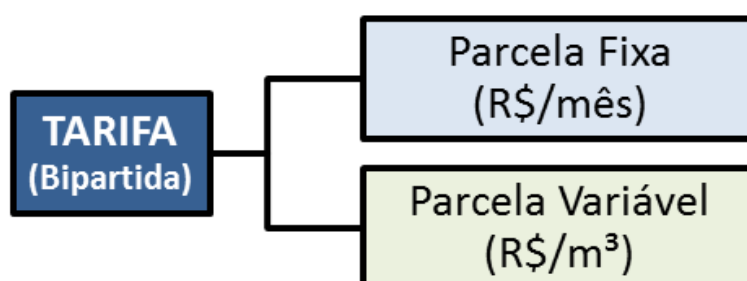 TARIFA
(Bipartida)
Parcela Fixa
(R$/mês)
Parcela Variável
(R$/m³)